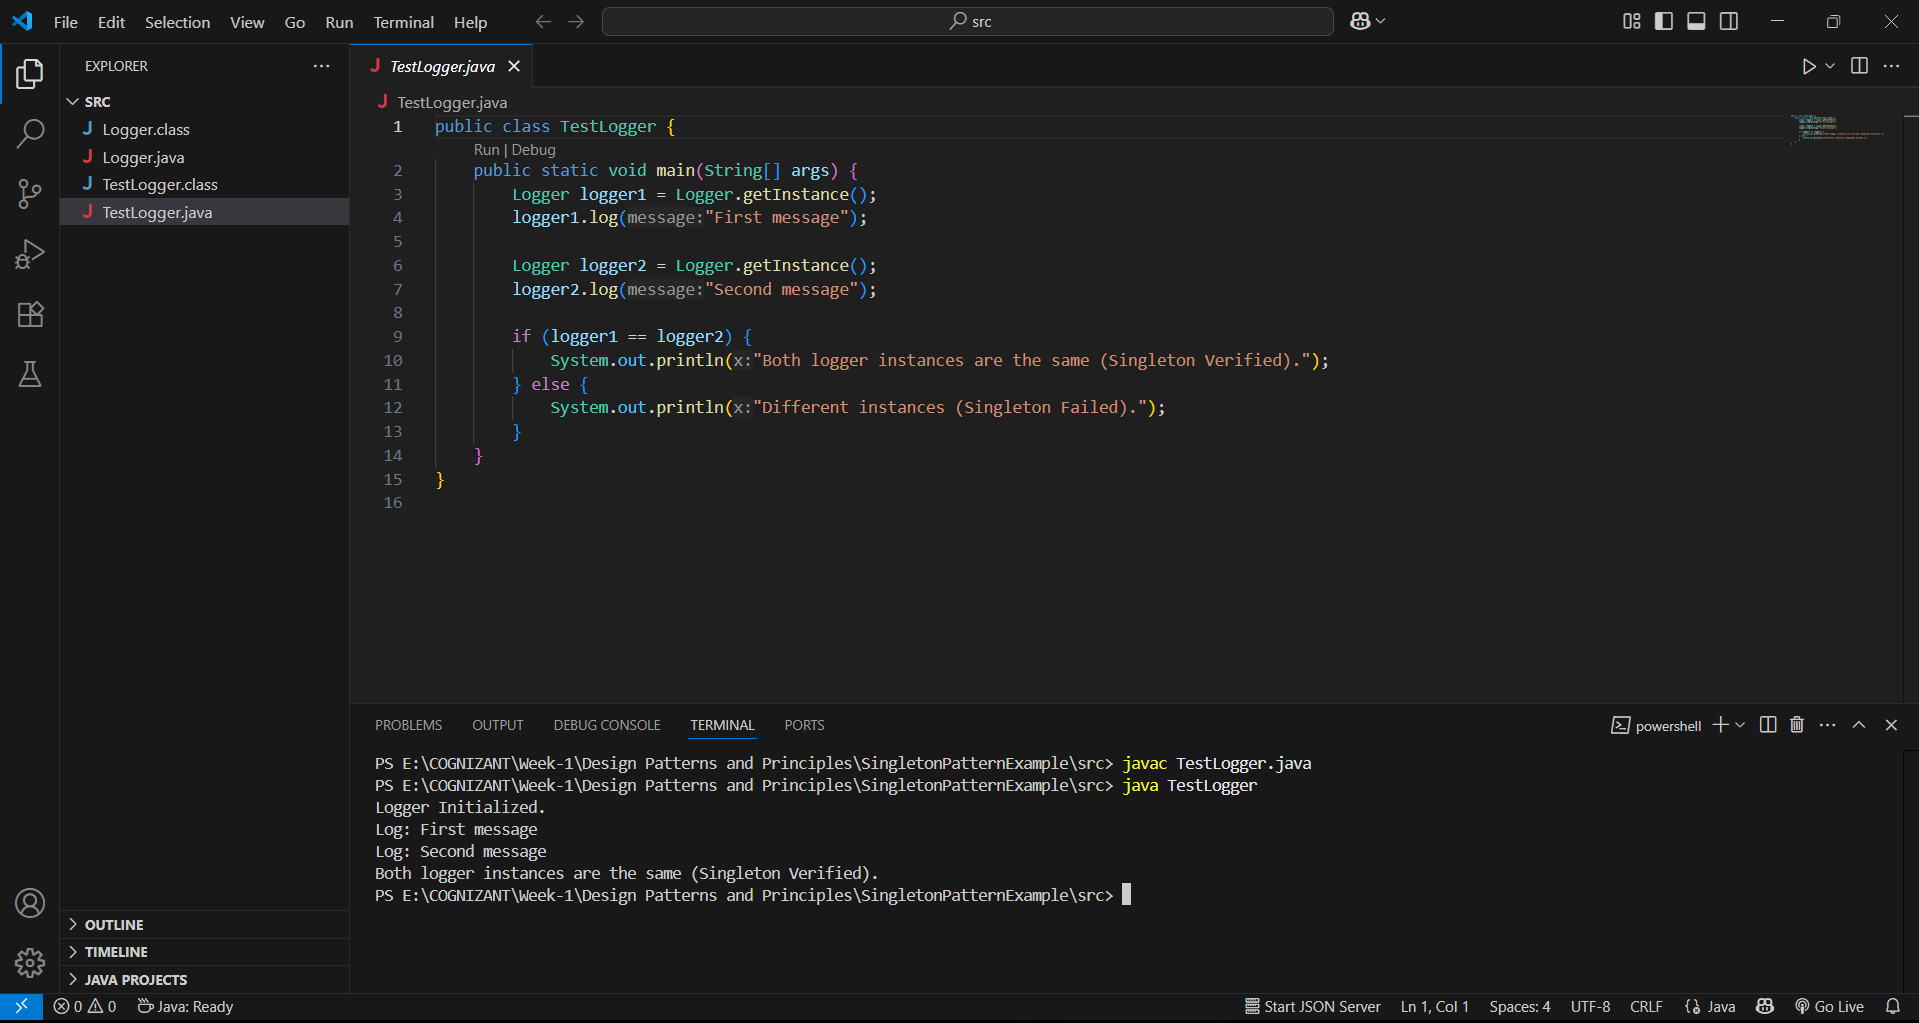 File Edit Selection View Go Run Terminal Help
src
EXPLORER
SRC
J Logger.class
J Logger.java
J TestLogger.class
J TestLogger.java
OUTLINE
TIMELINE
JAVA PROJECTS
J TestLogger.java
J TestLogger.java
1 public class TestLogger {
Run | Debug
2 public static void main(String[] args) {
3 Logger logger1 = Logger.getInstance();
4 logger1.log(message:"First message");
5
6 Logger logger2 = Logger.getInstance();
7 logger2.log(message:"Second message");
8
9 if (logger1 == logger2) {
10 System.out.println(x:"Both logger instances are the same (Singleton Verified).");
11 } else {
12 System.out.println(x:"Different instances (Singleton Failed).");
13 }
14 }
15 }
16
PROBLEMS OUTPUT DEBUG CONSOLE TERMINAL PORTS
powershell
PS E:\COGNIZANT\Week-1\Design Patterns and Principles\SingletonPatternExample\src> javac TestLogger.java
PS E:\COGNIZANT\Week-1\Design Patterns and Principles\SingletonPatternExample\src> java TestLogger
Logger Initialized.
Log: First message
Log: Second message
Both logger instances are the same (Singleton Verified).
PS E:\COGNIZANT\Week-1\Design Patterns and Principles\SingletonPatternExample\src>
0 0 Java: Ready
Start JSON Server Ln 1, Col 1 Spaces: 4 UTF-8 CRLF Java Go Live